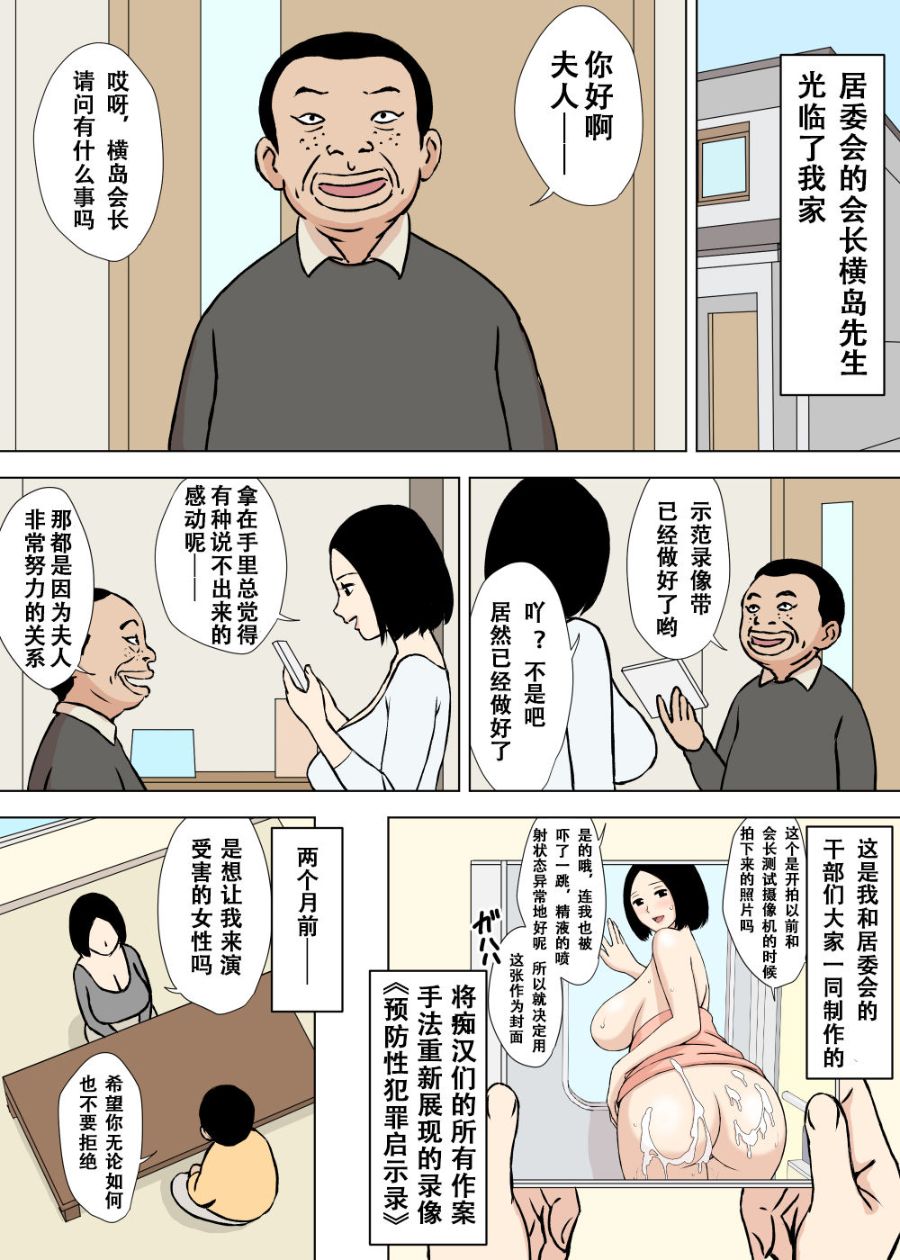 居委会的会长横岛先生
光临了我家
你好啊
夫人——
哎呀，横岛会长
请问有什么事吗
示范录像带
已经做好了哟
吖？不是吧
居然已经做好了
拿在手里总觉得
有种说不出来的
感动呢——
那都是因为夫人
非常努力的关系
这是我和居委会的
干部们大家一同制作的
这个是开拍以前和
会长测试摄像机的时候
拍下来的照片吗
是的哦，连我也被
吓了一跳，精液的喷
射状态异常地好呢 所以就决定用
这张作为封面
ガハハ
将痴汉们的所有作案
手法重新展现的录像
《预防性犯罪启示录》
两个月前——
是想让我来演
受害的女性吗
希望你无论如何
也不要拒绝